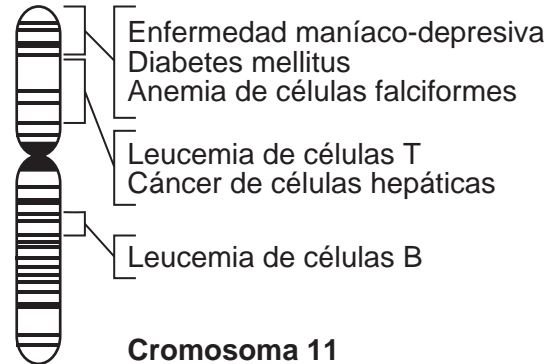 Enfermedad maníaco-depresiva
Diabetes mellitus
Anemia de células falciformes
Leucemia de células T
Cáncer de células hepáticas
Leucemia de células B
Cromosoma 11